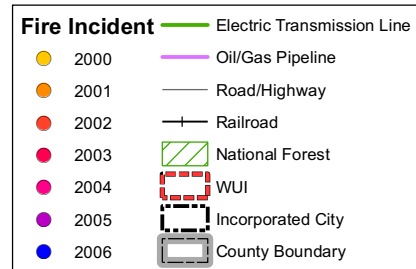 Fire Incident
2000
2001
2002
2003
2004
2005
2006
Electric Transmission Line
Oil/Gas Pipeline
Road/Highway
Railroad
National Forest
WUI
Incorporated City
County Boundary